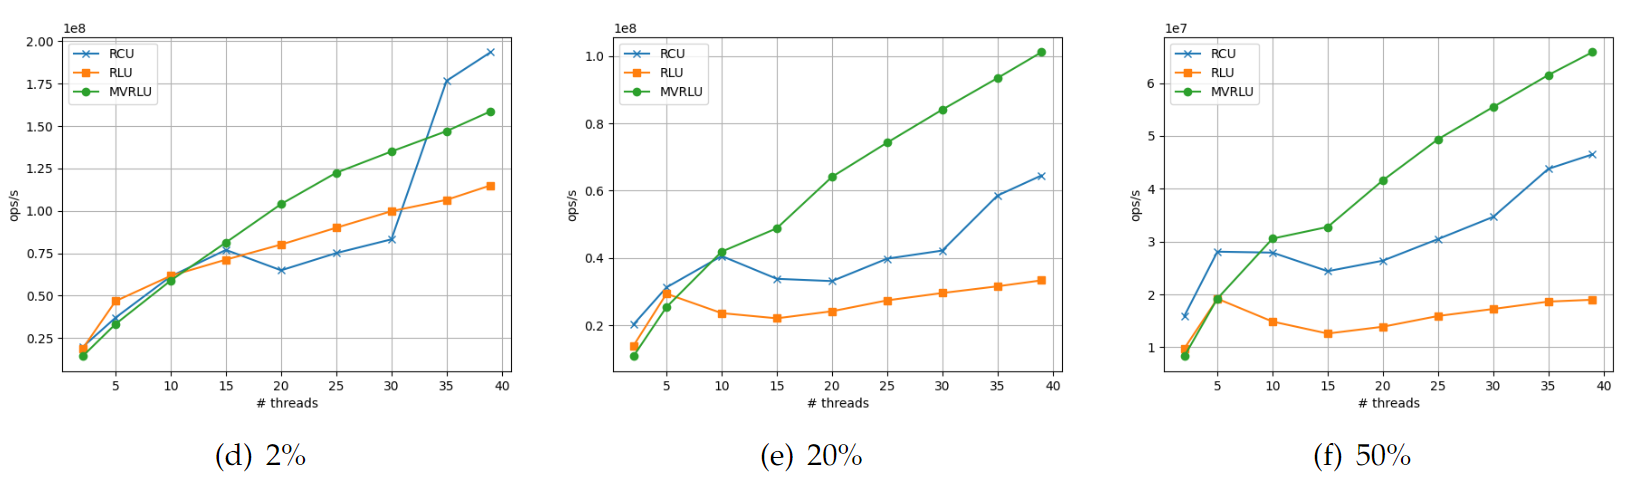 1e8
2.00
1.75
1.50
1.25
1.00
0.75
0.50
0.25
ops/s
RCU
RLU
MVRLU
5 10 15 20 25 30 35 40
# threads
(d) 2%
1e8
1.0
0.8
0.6
0.4
0.2
ops/s
RCU
RLU
MVRLU
5 10 15 20 25 30 35 40
# threads
(e) 20%
1e7
6
5
4
3
2
1
ops/s
RCU
RLU
MVRLU
5 10 15 20 25 30 35 40
# threads
(f) 50%